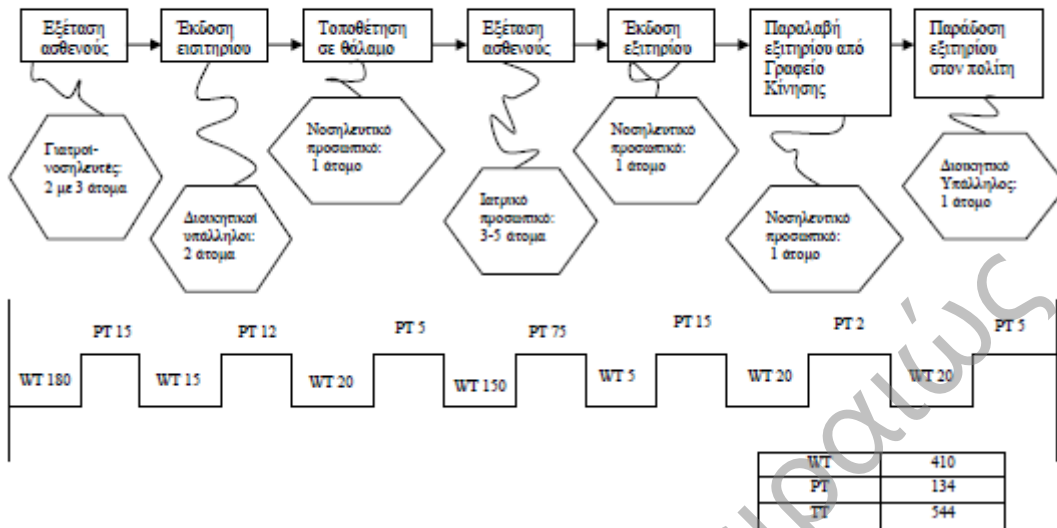 Εξέταση
ασθενούς
Έκδοση
εισιτηρίου
Τοποθέτηση
σε θάλαμο
Εξέταση
ασθενούς
Έκδοση
εξιτηρίου
Παραλαβή
εξιτηρίου από
Γραφείο
Κίνησης
Παράδοση
εξιτηρίου
στον πολίτη
Γιατροί-
νοσηλευτές:
2 με 3 άτομα
Διοικητικοί
υπάλληλοι:
2 άτομα
Νοσηλευτικό
προσωπικό:
1 άτομο
Ιατρικό
προσωπικό:
3-5 άτομα
Νοσηλευτικό
προσωπικό:
1 άτομο
Νοσηλευτικό
προσωπικό:
1 άτομο
Διοικητικό
Υπάλληλος:
1 άτομο
PT 15
PT 12
PT 5
PT 75
PT 15
PT 2
PT 5
WT 180
WT 15
WT 20
WT 150
WT 5
WT 20
WT 20
WT 410
PT 134
TT 544